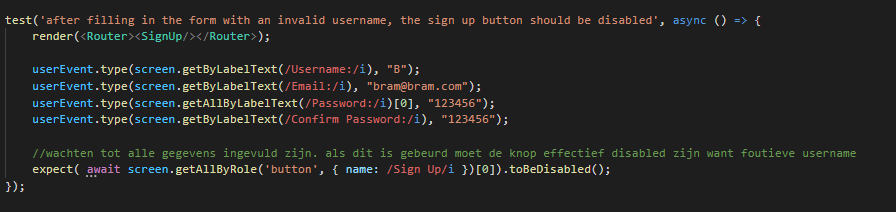 test('after filling in the form with an invalid username, the sign up button should be disabled', async () => {
render(<Router><SignUp/></Router>);
userEvent.type(screen.getByLabelText(/Username:/i), "B");
userEvent.type(screen.getByLabelText(/Email:/i), "bram@bram.com");
userEvent.type(screen.getAllByLabelText(/Password:/i)[0], "123456");
userEvent.type(screen.getByLabelText(/Confirm Password:/i), "123456");
//wachten tot alle gegevens ingevuld zijn. als dit is gebeurd moet de knop effectief disabled zijn want foutieve username
expect( await screen.getAllByRole('button', { name: /Sign Up/i })[0]).toBeDisabled();
});